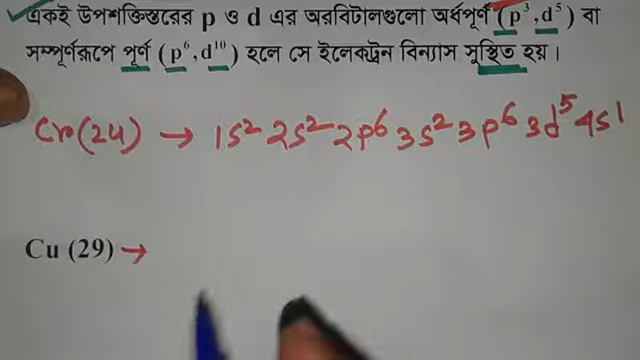 একই উপশক্তিস্তরের p ও d এর অরবিটালগুলো অর্ধপূর্ণ (p³, d⁵) বা
সম্পূর্ণরূপে পূর্ণ (p⁶, d¹⁰) হলে সে ইলেকট্রন বিন্যাস সুস্থিত হয়।
Cr(24) → 1s² 2s² 2p⁶ 3s² 3p⁶ 3d⁵ 4s¹
Cu (29) →